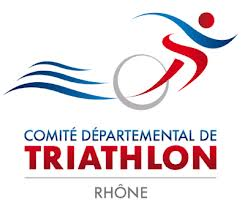 COMITÉ DÉPARTEMENTAL DE
TRIATHLON
RHÔNE